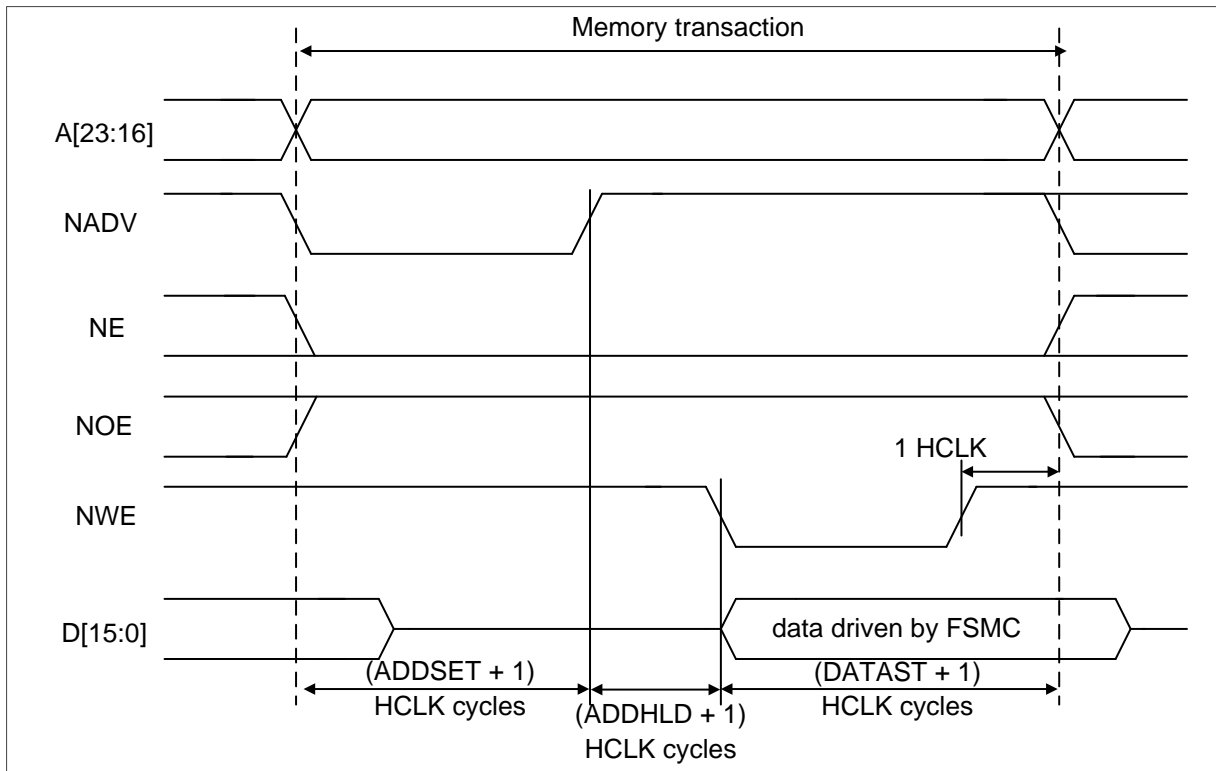 Memory transaction
A[23:16]
NADV
NE
NOE
1 HCLK
NWE
D[15:0]
data driven by FSMC
(ADDSET + 1)
HCLK cycles
(ADDHLD + 1)
HCLK cycles
(DATAST + 1)
HCLK cycles